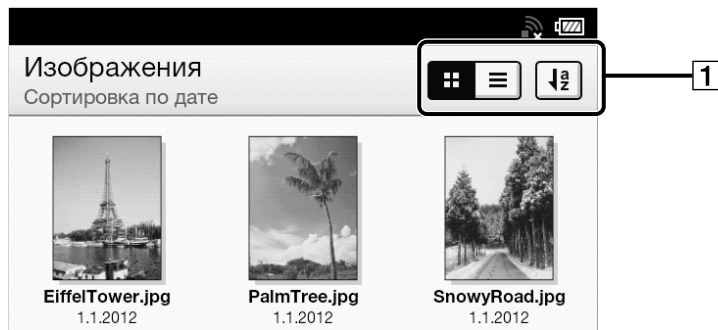 Изображения
Сортировка по дате
a
z
1
EiffelTower.jpg
PalmTree.jpg
SnowyRoad.jpg
1.1.2012
1.1.2012
1.1.2012